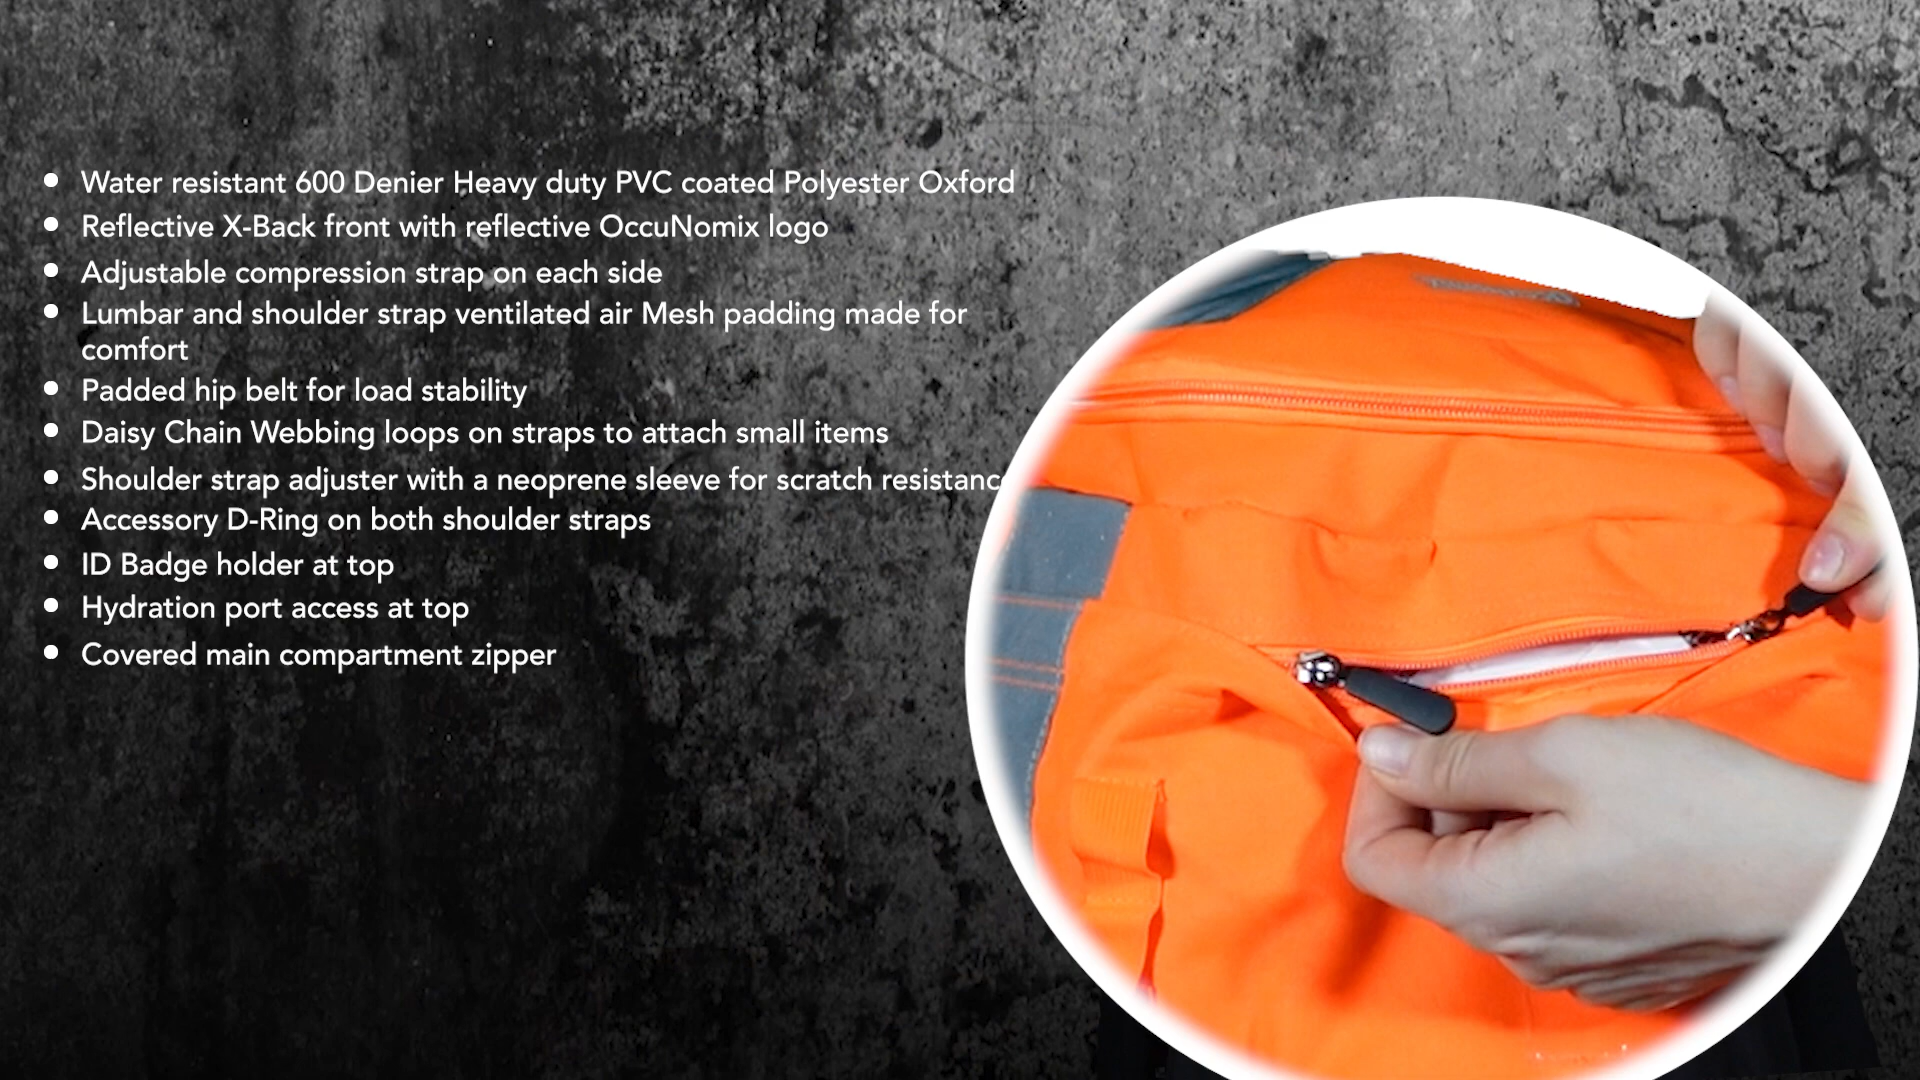 Water resistant 600 Denier Heavy duty PVC coated Polyester Oxford
Reflective X-Back front with reflective OccuNomix logo
Adjustable compression strap on each side
Lumbar and shoulder strap ventilated air Mesh padding made for
comfort
Padded hip belt for load stability
Daisy Chain Webbing loops on straps to attach small items
Shoulder strap adjuster with a neoprene sleeve for scratch resistance
Accessory D-Ring on both shoulder straps
ID Badge holder at top
Hydration port access at top
Covered main compartment zipper